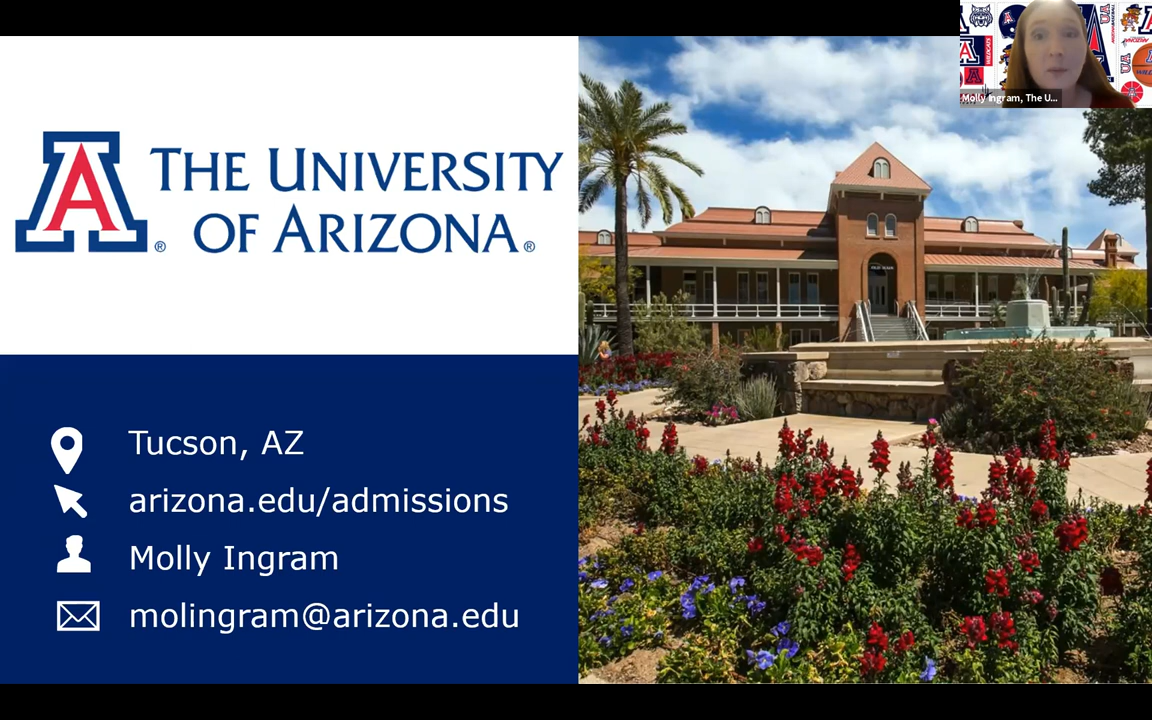 A
THE UNIVERSITY
OF ARIZONA
®
®
Tucson, AZ
arizona.edu/admissions
Molly Ingram
molingram@arizona.edu
Molly Ingram, The U...